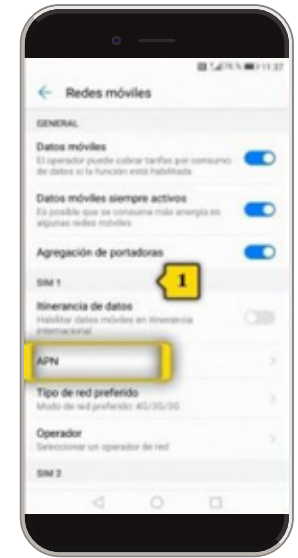 11:37
Redes móviles
GENERAL
Datos móviles
El operador puede cobrar tarifas por consumo
de datos si la función está habilitada
Datos móviles siempre activos
Es posible que se consuma más energía en
algunas redes móviles
Agregación de portadoras
SIM 1
1
Itinerancia de datos
Habilitar datos móviles en itinerancia
internacional
APN
Tipo de red preferido
Modo de red preferido: 4G/3G/2G
Operador
Seleccionar un operador de red
SIM 2